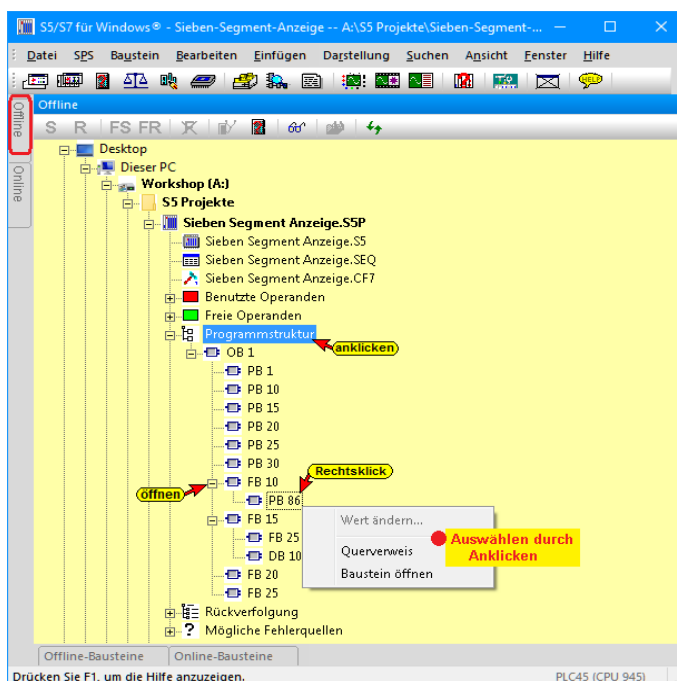 S5/S7 für Windows® - Sieben-Segment-Anzeige -- A:\S5 Projekte\Sieben-Segment-...
Datei SPS Baustein Bearbeiten Einfügen Darstellung Suchen Ansicht Eenster Hilfe
HELP
Offline
Offline
Online
S R FS FR
Desktop
Dieser PC
Workshop (A:)
S5 Projekte
Sieben Segment Anzeige.S5P
Sieben Segment Anzeige.S5
Sieben Segment Anzeige.SEQ
Sieben Segment Anzeige.CF7
Benutzte Operanden
Freie Operanden
Programmstruktur
anklicken
OB 1
PB 1
PB 10
PB 15
PB 20
PB 25
PB 30
Rechtsklick
FB 10
öffnen
PB 86
FB 15
Wert ändern...
FB 25
Auswählen durch
Anklicken
DB 10
Querverweis
FB 20
Baustein öffnen
FB 25
Rückverfolgung
? Mögliche Fehlerquellen
Offline-Bausteine Online-Bausteine
Drücken Sie F1, um die Hilfe anzuzeigen. PLC45 (CPU 945)